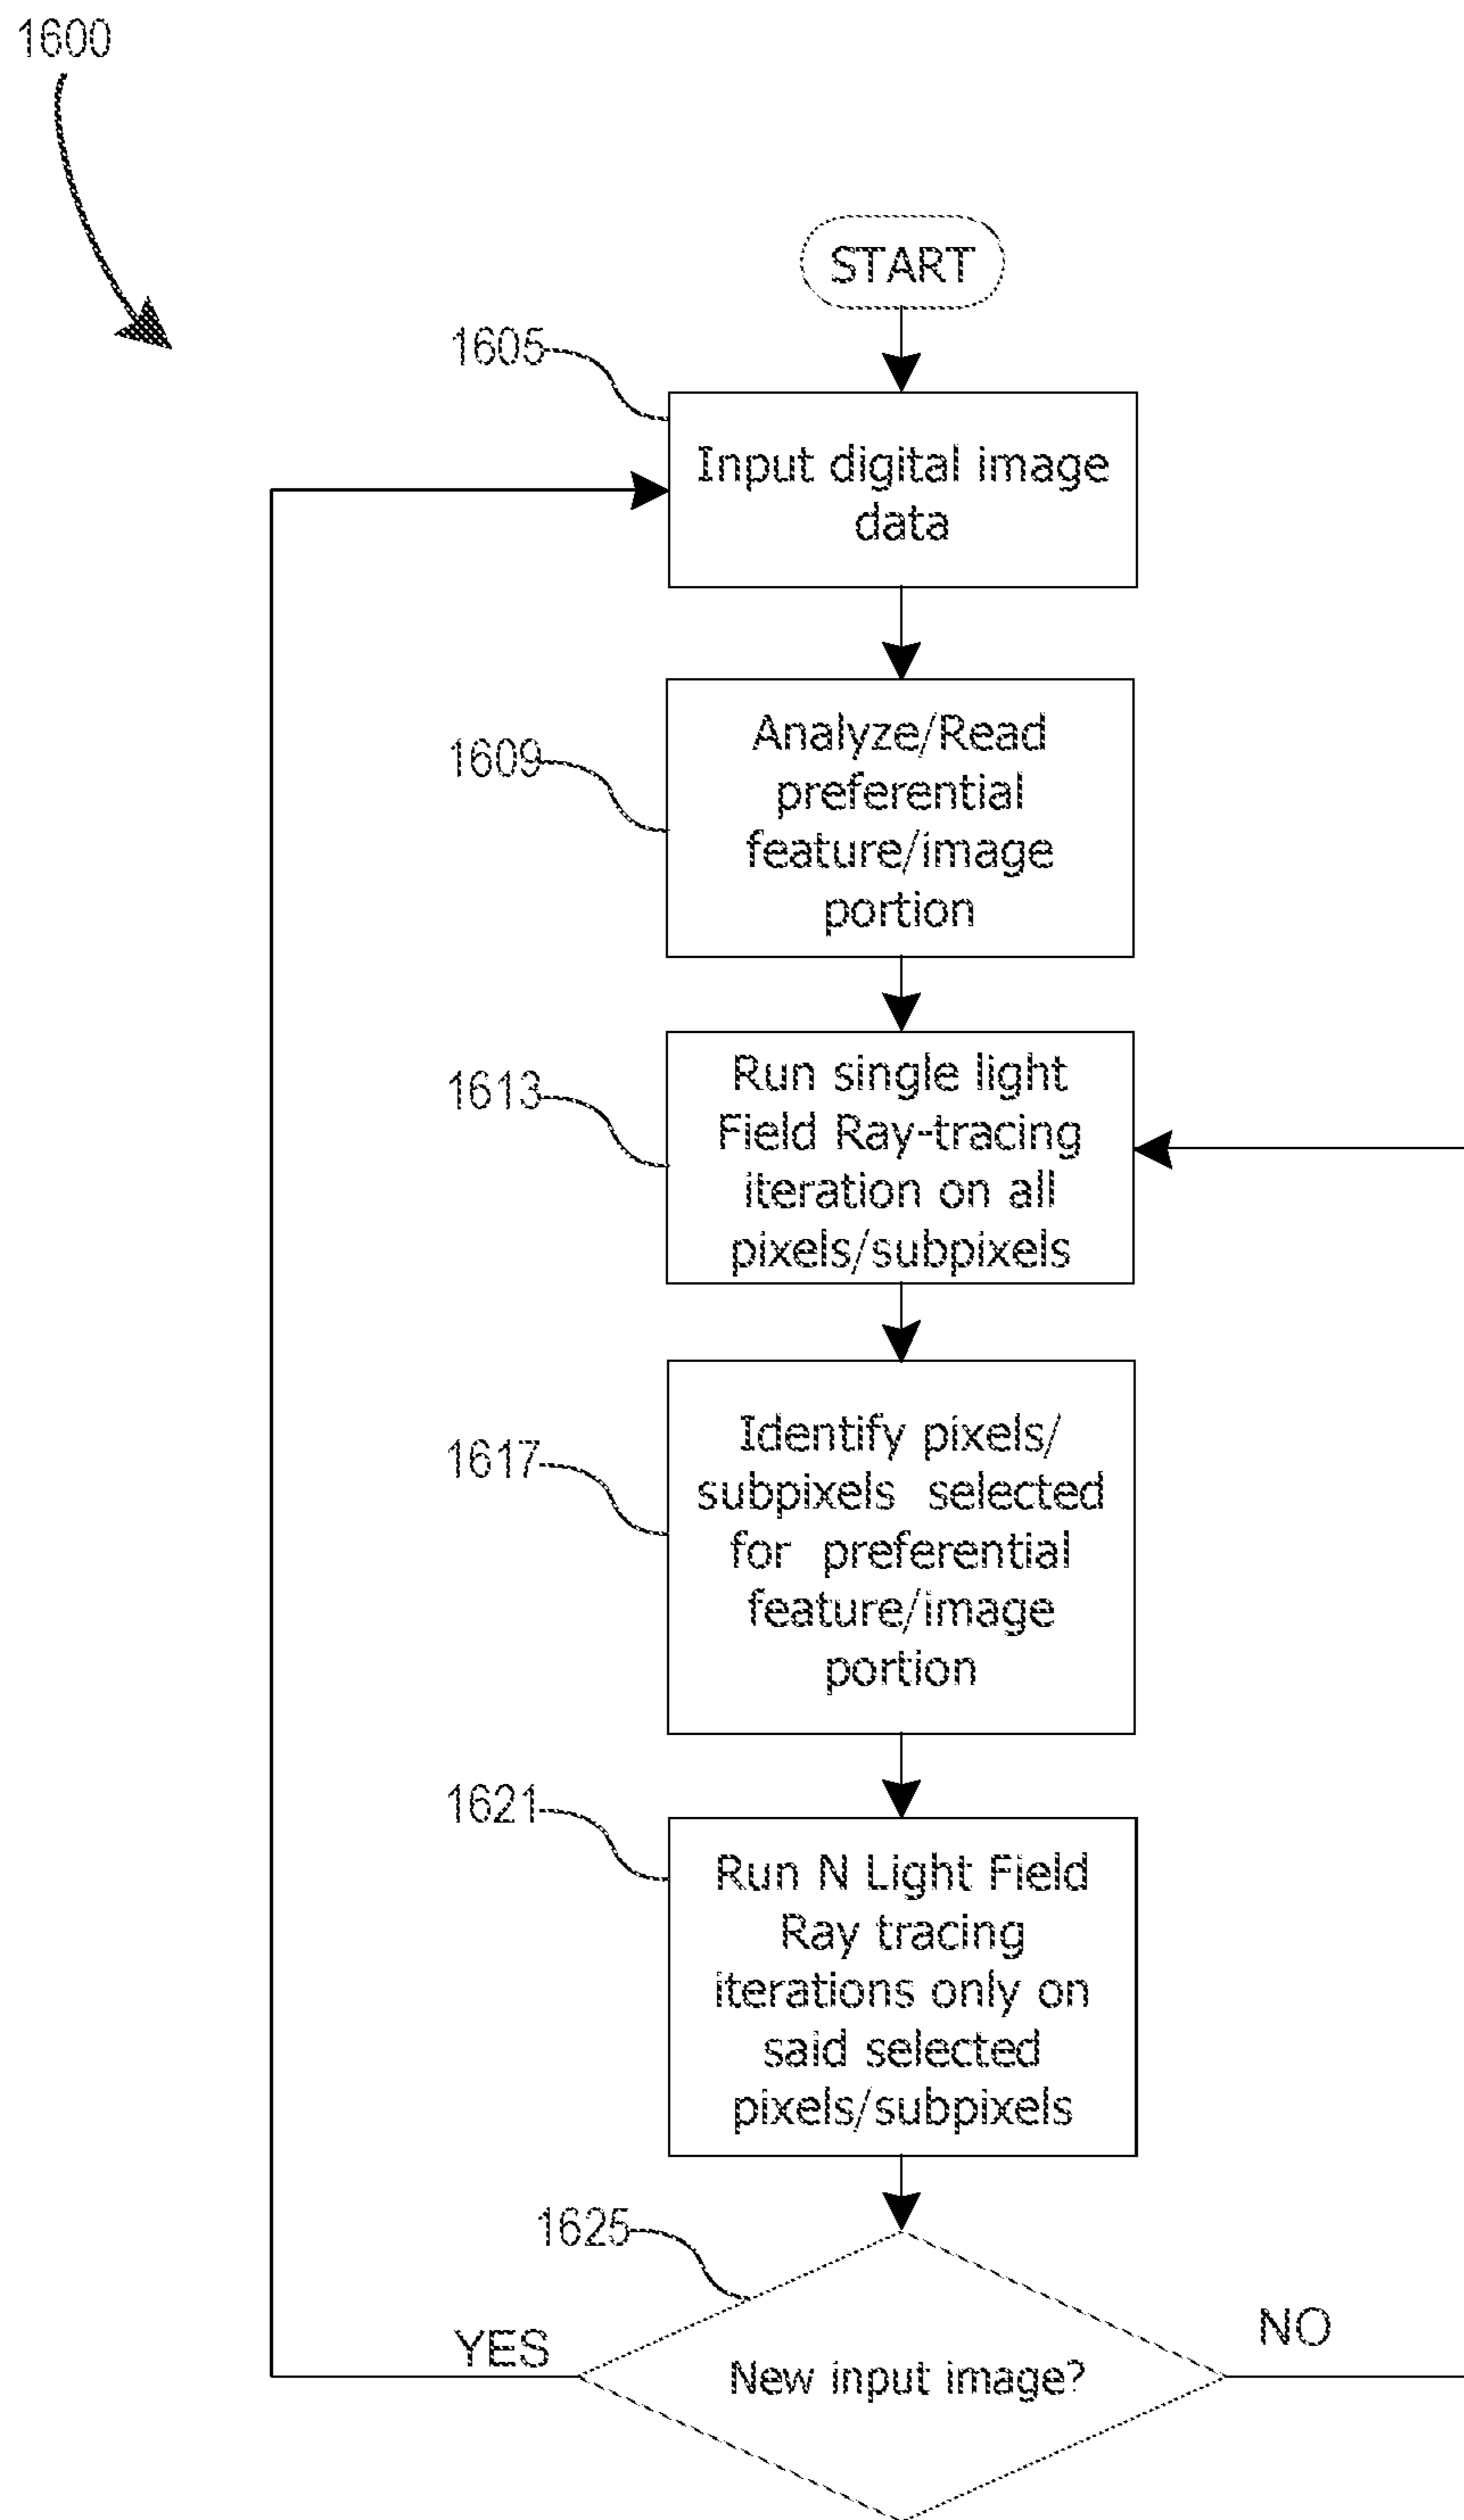 1600
START
1605
Input digital image
data
1609
Analyze/Read
preferential
feature/image
portion
1613
Run single light
Field Ray-tracing
iteration on all
pixels/subpixels
1617
Identify pixels/
subpixels selected
for preferential
feature/image
portion
1621
Run N Light Field
Ray tracing
iterations only on
said selected
pixels/subpixels
1625
YES
New input image?
NO